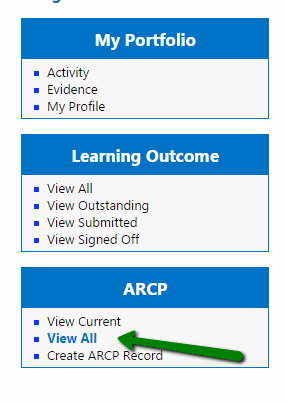 My Portfolio
Activity
Evidence
My Profile
Learning Outcome
View All
View Outstanding
View Submitted
View Signed Off
ARCP
View Current
View All
Create ARCP Record